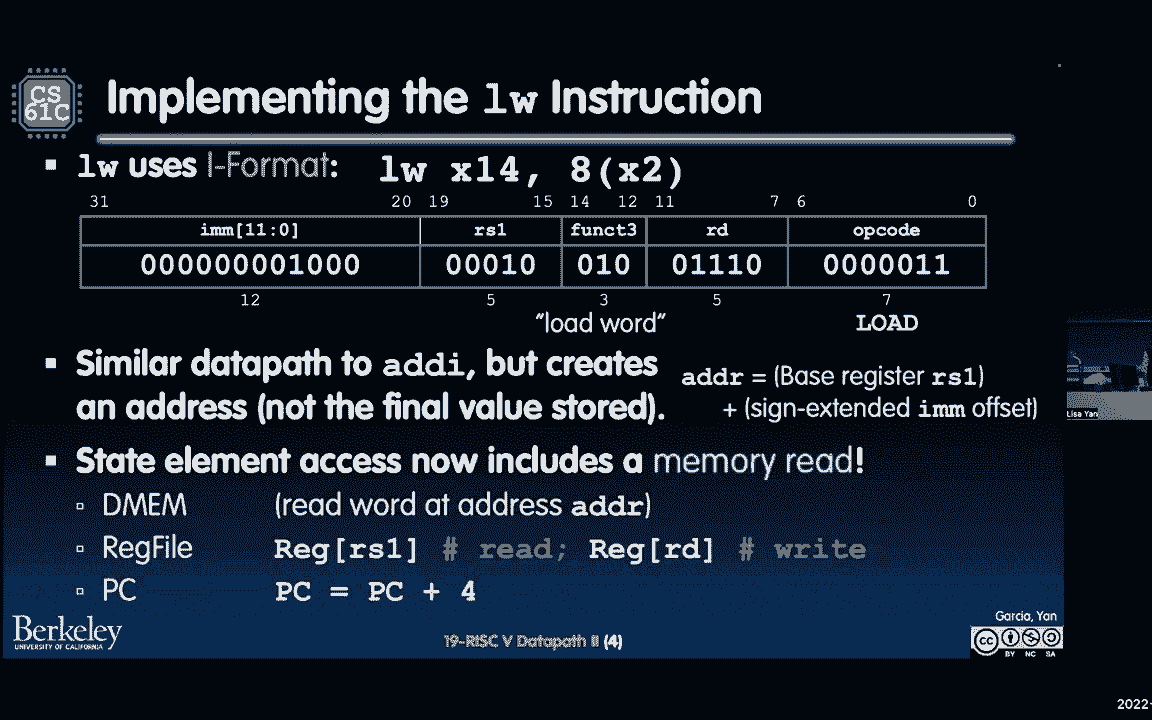 CS
61C
Implementing the lw Instruction
▪ lw uses I-Format: lw x14, 8(x2)
31 20 19 15 14 12 11 7 6 0
imm[11:0] rs1 funct3 rd opcode
000000001000 00010 010 01110 0000011
12 5 3 5 7
“load word” LOAD
▪ Similar datapath to addi, but creates
an address (not the final value stored).
addr = (Base register rs1)
+ (sign-extended imm offset)
Lisa Yan
▪ State element access now includes a memory read!
▫ DMEM (read word at address addr)
▫ RegFile Reg[rs1] # read; Reg[rd] # write
▫ PC PC = PC + 4
Berkeley
UNIVERSITY OF CALIFORNIA
19-RISC V Datapath II (4)
Garcia, Yan
cc
BY NC SA
2022-